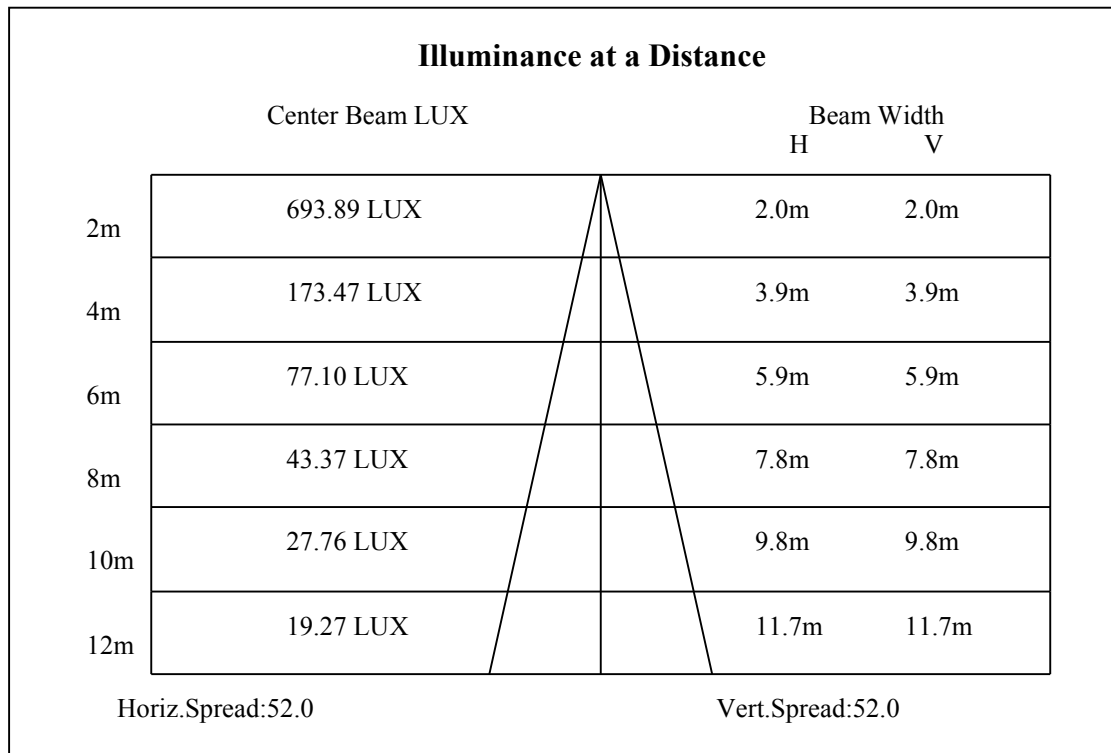 Illuminance at a Distance
Center Beam LUX Beam Width
H V
2m 693.89 LUX 2.0m 2.0m
4m 173.47 LUX 3.9m 3.9m
6m 77.10 LUX 5.9m 5.9m
8m 43.37 LUX 7.8m 7.8m
10m 27.76 LUX 9.8m 9.8m
12m 19.27 LUX 11.7m 11.7m
Horiz.Spread:52.0 Vert.Spread:52.0